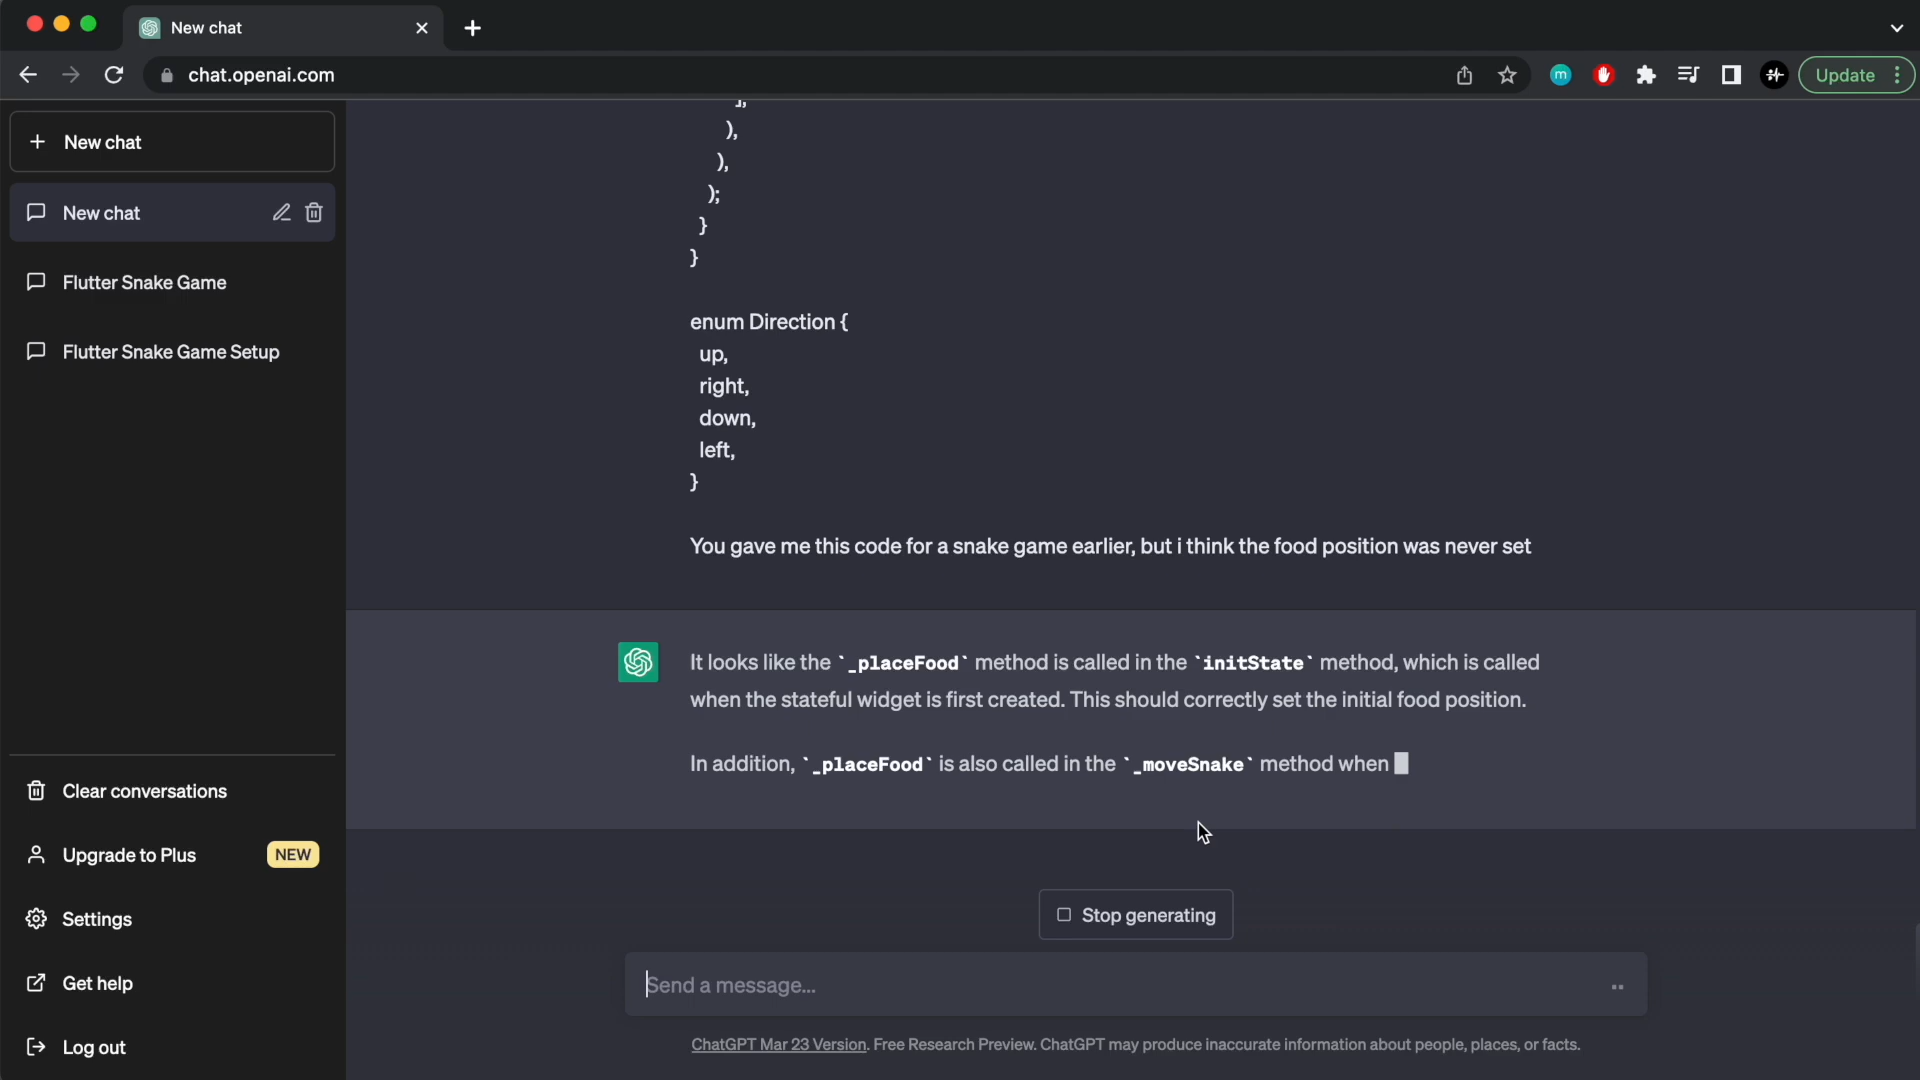 New chat
chat.openai.com
m
Update
New chat
New chat
Flutter Snake Game
Flutter Snake Game Setup
Clear conversations
Upgrade to Plus NEW
Settings
Get help
Log out
],
),
),
);
}
}
enum Direction {
up,
right,
down,
left,
}
You gave me this code for a snake game earlier, but i think the food position was never set
It looks like the `_placeFood` method is called in the `initState` method, which is called
when the stateful widget is first created. This should correctly set the initial food position.
In addition, `_placeFood` is also called in the `_moveSnake` method when
Stop generating
Send a message...
ChatGPT Mar 23 Version. Free Research Preview. ChatGPT may produce inaccurate information about people, places, or facts.